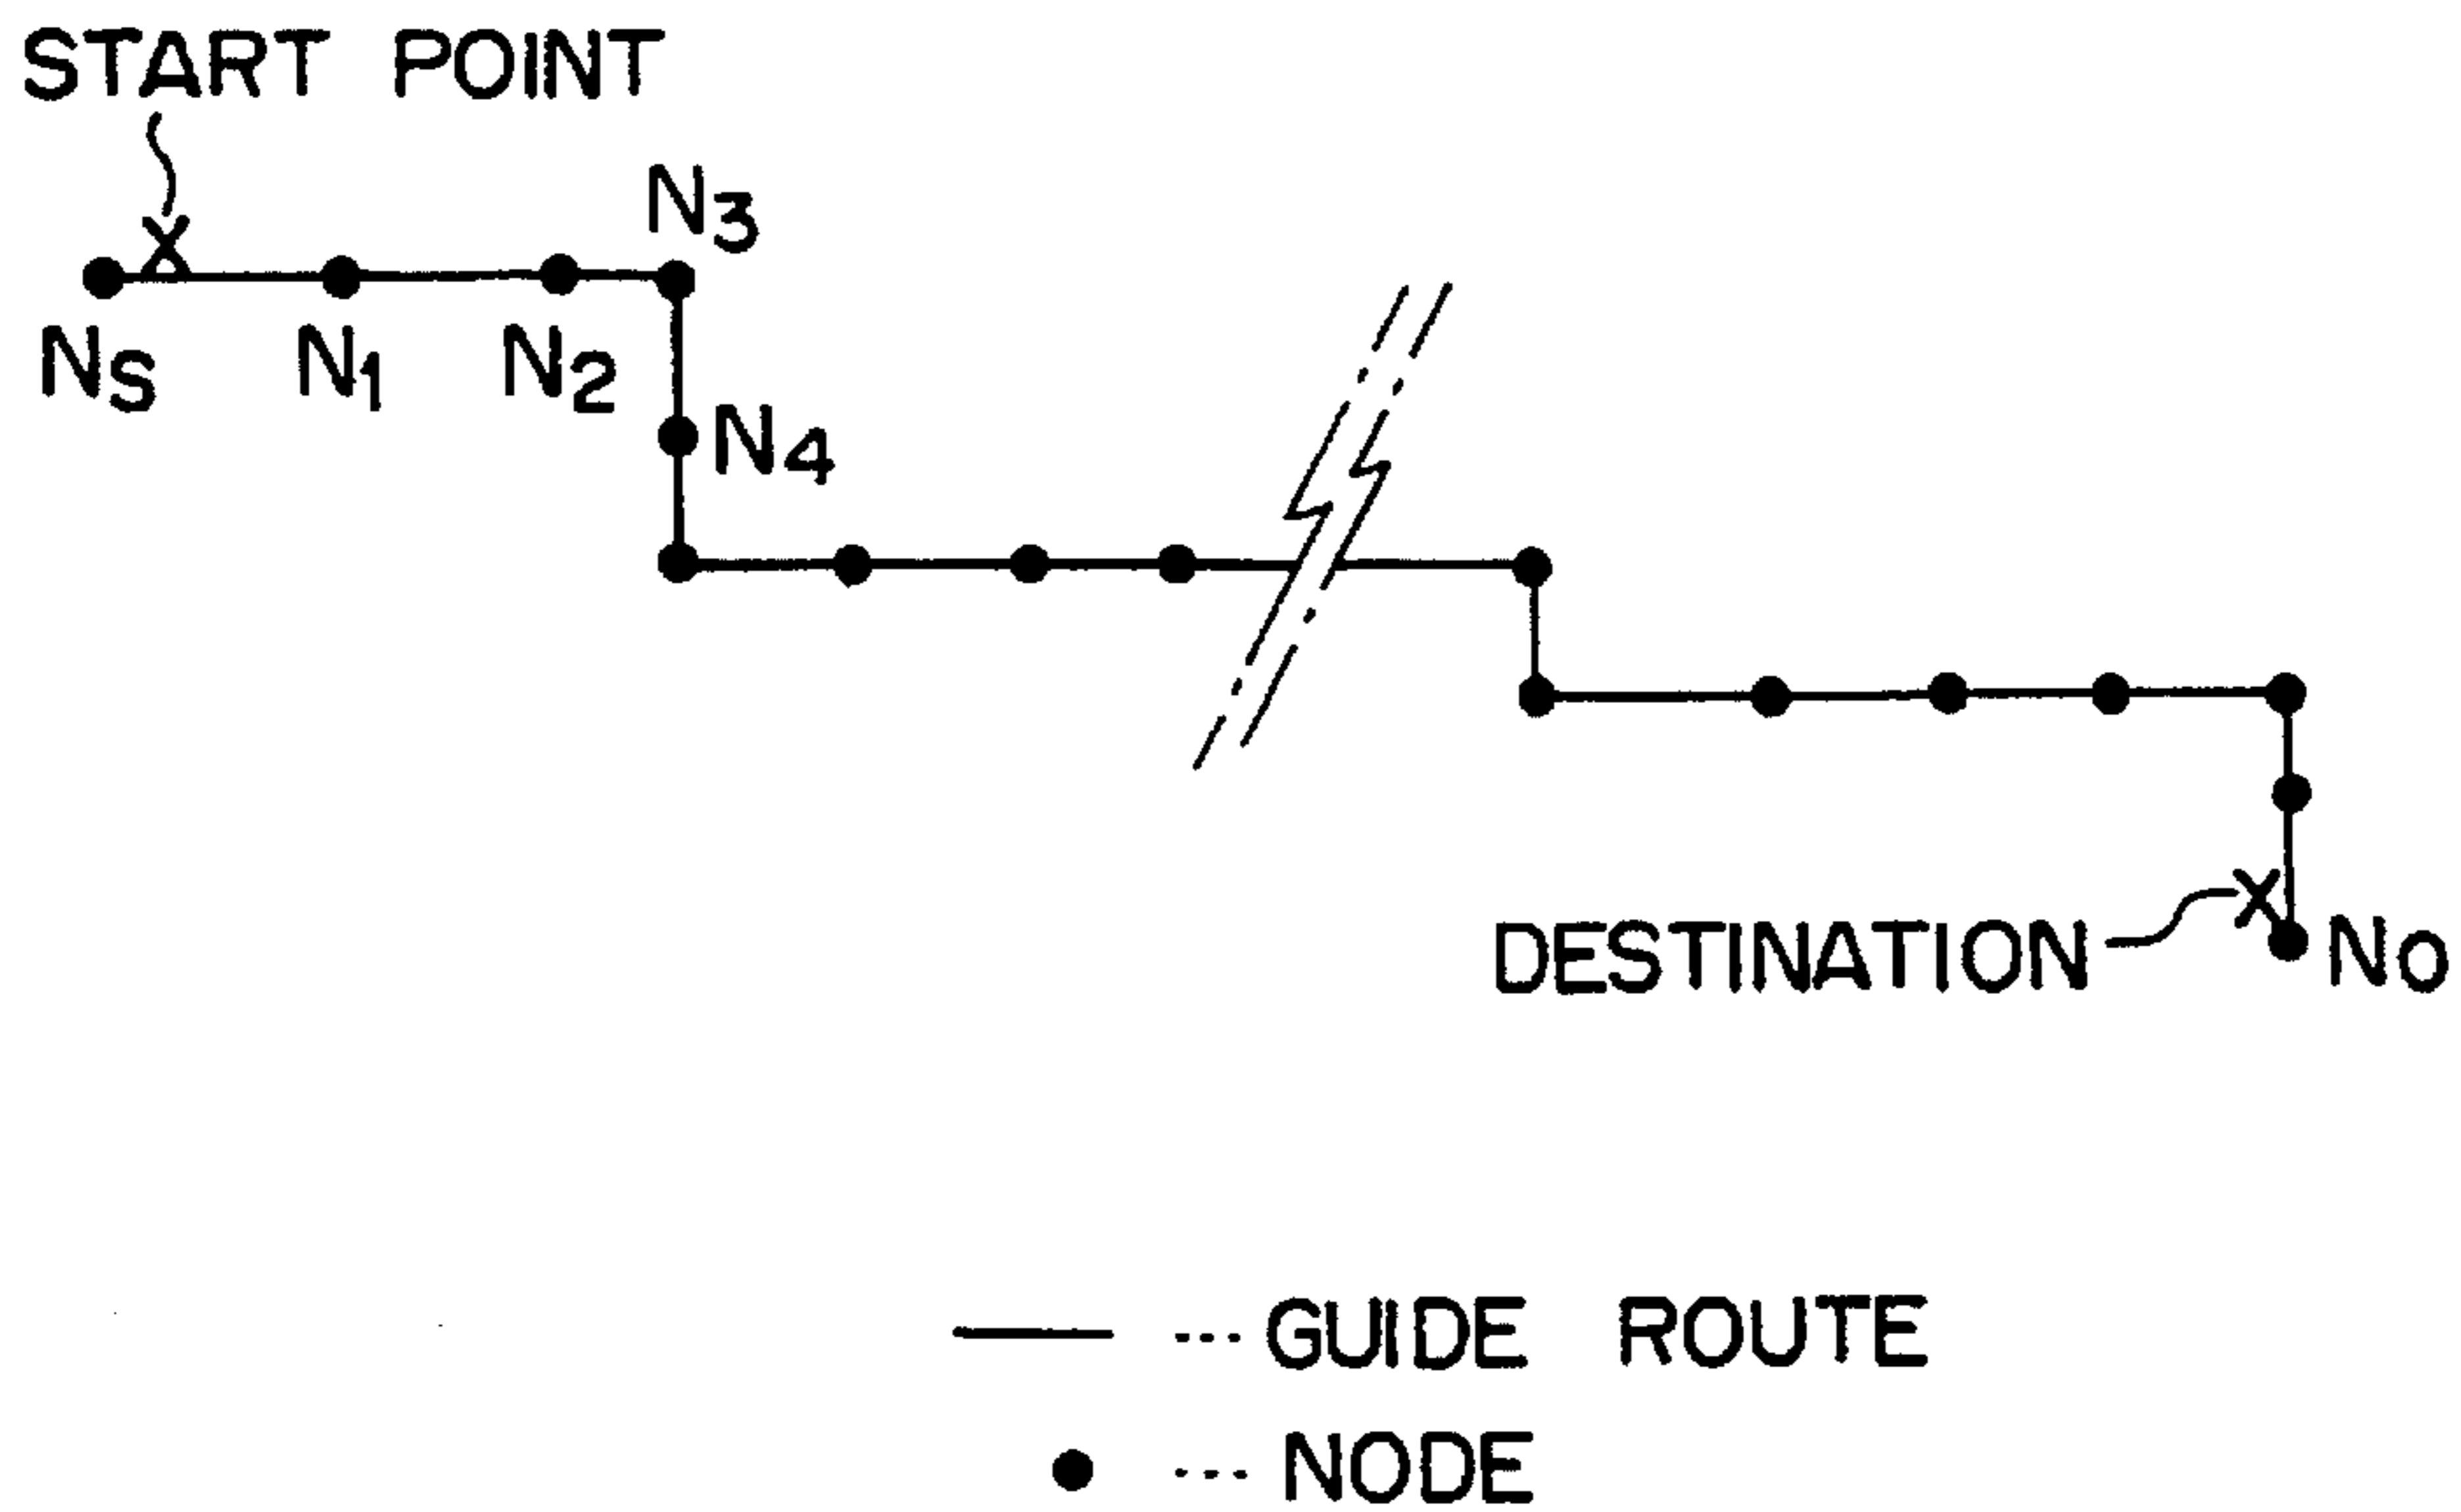 START POINT
N3
NS N1 N2
N4
DESTINATION NO
GUIDE ROUTE
NODE